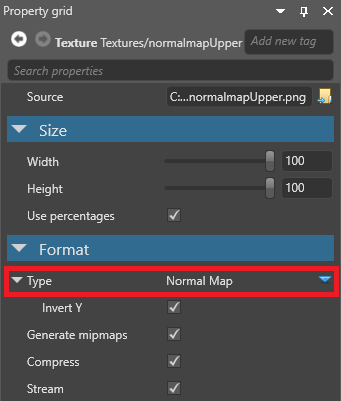 Property grid
Texture Textures/normalmapUpper Add new tag
Search properties
Source C:...normalmapUpper.png
Size
Width 100
Height 100
Use percentages
Format
Type Normal Map
Invert Y
Generate mipmaps
Compress
Stream